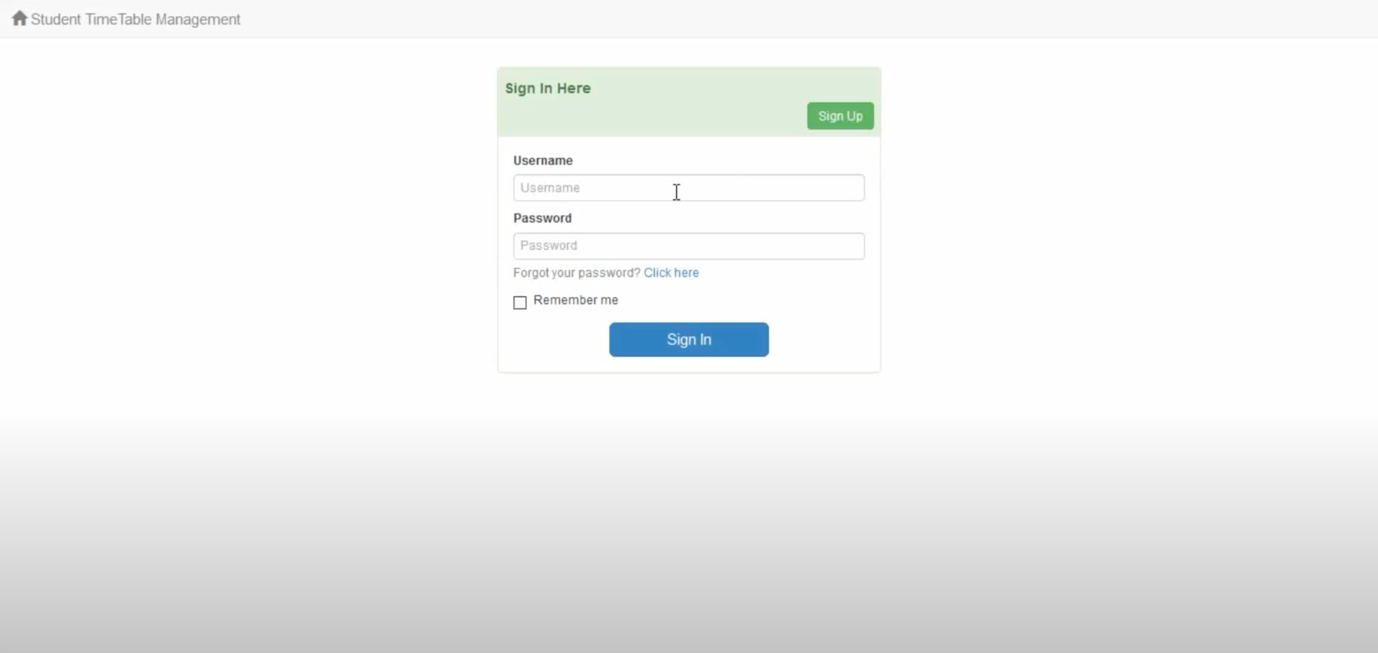 Student TimeTable Management
Sign In Here
Sign Up
Username
Username
Password
Password
Forgot your password? Click here
Remember me
Sign In